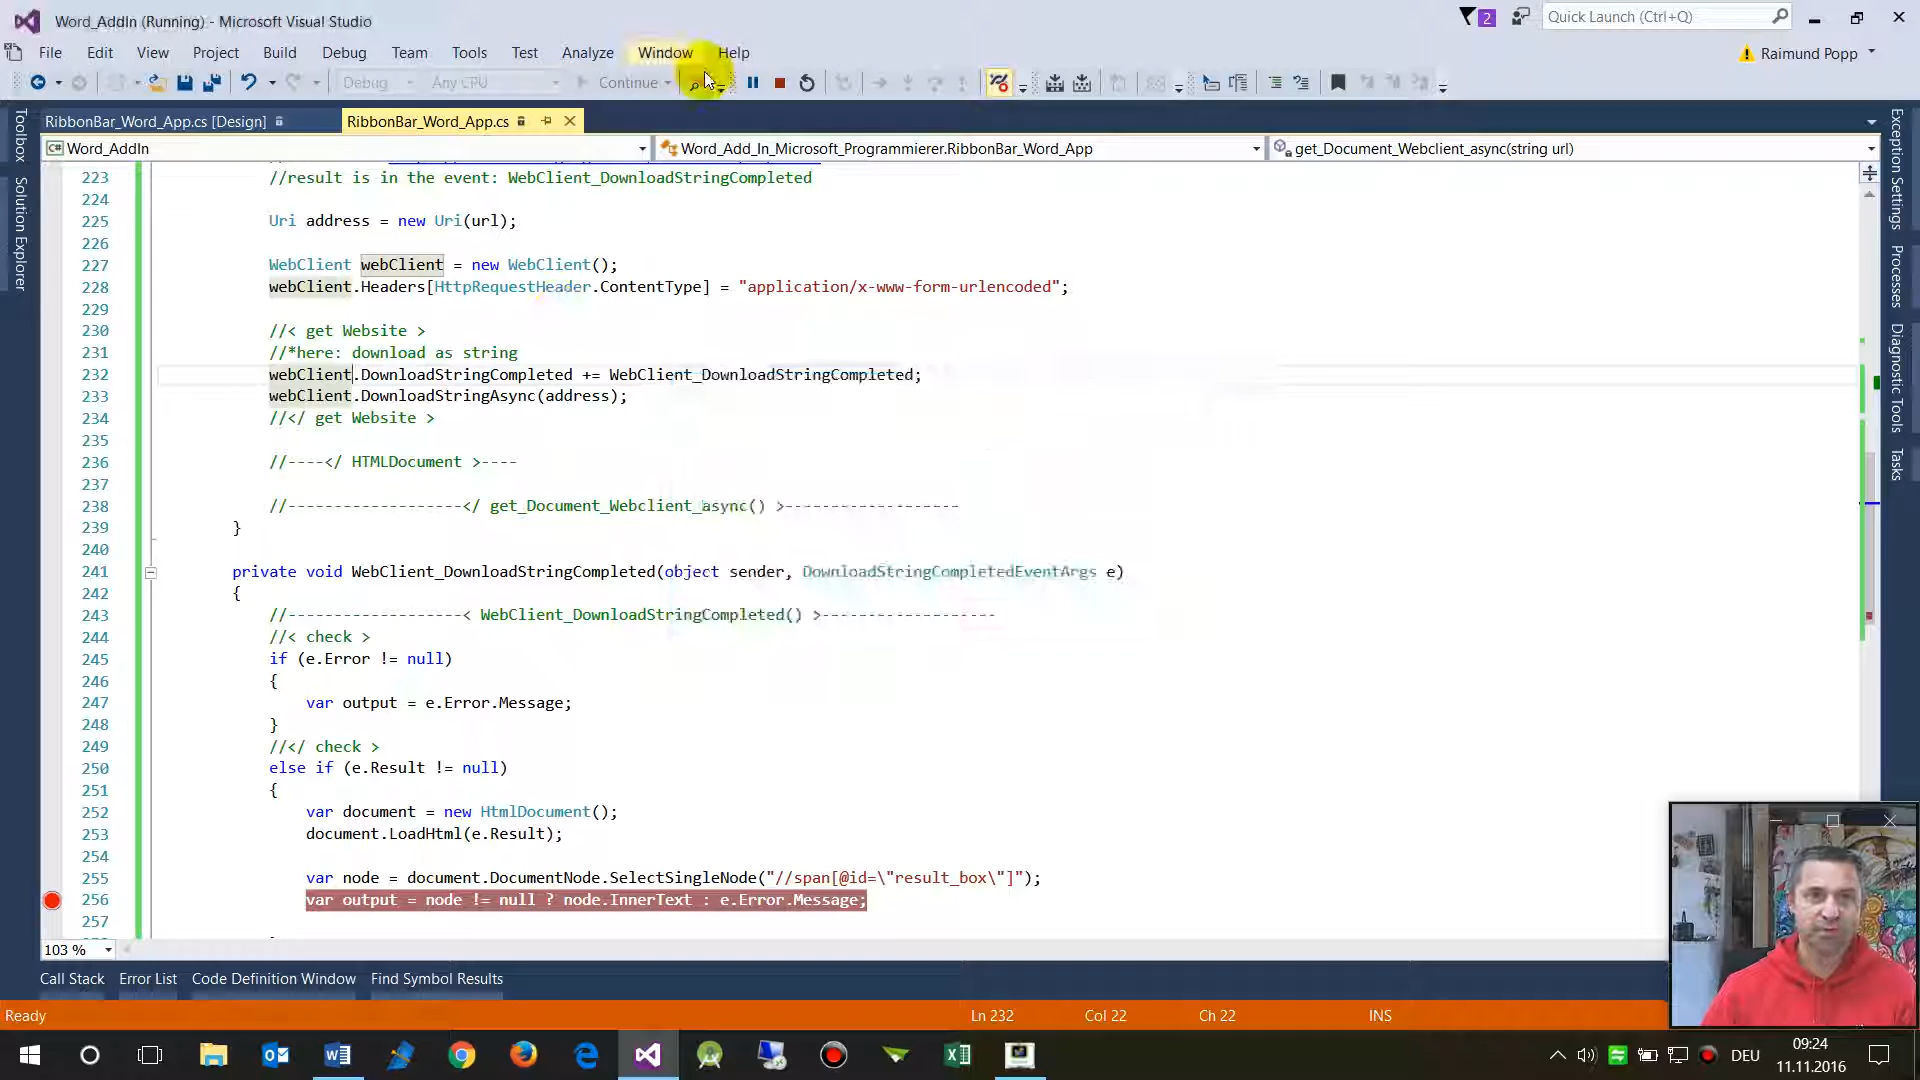 Word_AddIn (Running) - Microsoft Visual Studio
2
Quick Launch (Ctrl+Q)
File Edit View Project Build Debug Team Tools Test Analyze Window Help
Raimund Popp
Debug Any CPU Continue
RibbonBar_Word_App.cs [Design] RibbonBar_Word_App.cs
Word_AddIn Word_Add_In_Microsoft_Programmierer.RibbonBar_Word_App get_Document_Webclient_async(string url)
Toolbox
Solution Explorer
Exception Settings
Processes
Diagnostic Tools
Tasks
223 //result is in the event: WebClient_DownloadStringCompleted
224
225 Uri address = new Uri(url);
226
227 WebClient webClient = new WebClient();
228 webClient.Headers[HttpRequestHeader.ContentType] = "application/x-www-form-urlencoded";
229
230 //< get Website >
231 //*here: download as string
232 webClient.DownloadStringCompleted += WebClient_DownloadStringCompleted;
233 webClient.DownloadStringAsync(address);
234 //</ get Website >
235
236 //----</ HTMLDocument >----
237
238 //-------------------</ get_Document_Webclient_async() >-------------------
239 }
240
241 private void WebClient_DownloadStringCompleted(object sender, DownloadStringCompletedEventArgs e)
242 {
243 //-------------------< WebClient_DownloadStringCompleted() >-------------------
244 //< check >
245 if (e.Error != null)
246 {
247 var output = e.Error.Message;
248 }
249 //</ check >
250 else if (e.Result != null)
251 {
252 var document = new HtmlDocument();
253 document.LoadHtml(e.Result);
254
255 var node = document.DocumentNode.SelectSingleNode("//span[@id=\"result_box\"]");
256 var output = node != null ? node.InnerText : e.Error.Message;
257
103 %
Call Stack Error List Code Definition Window Find Symbol Results
Ready Ln 232 Col 22 Ch 22 INS
DEU
09:24
11.11.2016